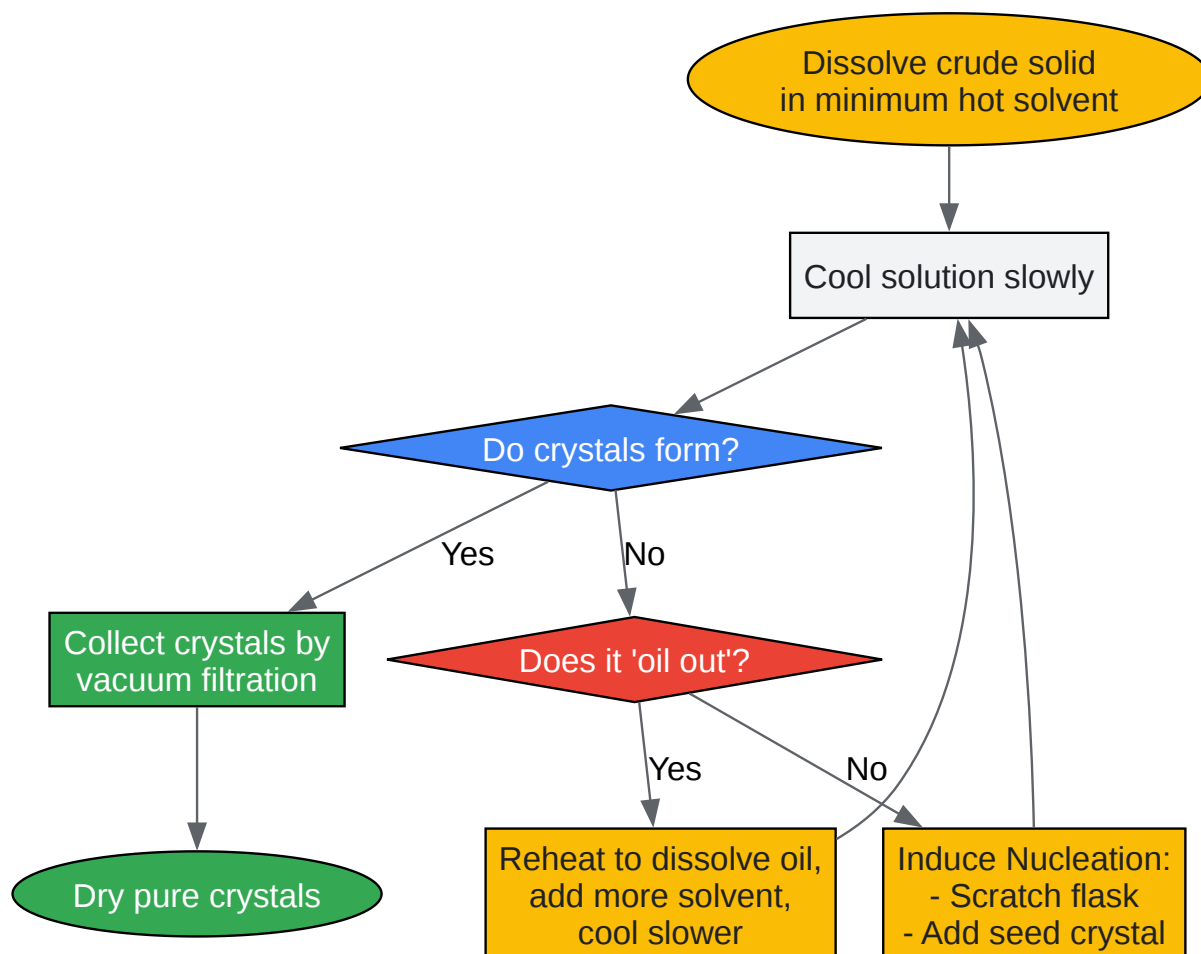 Dissolve crude solid
in minimum hot solvent
Cool solution slowly
Do crystals form?
Yes
No
Collect crystals by
vacuum filtration
Does it 'oil out'?
Yes
No
Dry pure crystals
Reheat to dissolve oil,
add more solvent,
cool slower
Induce Nucleation:
- Scratch flask
- Add seed crystal